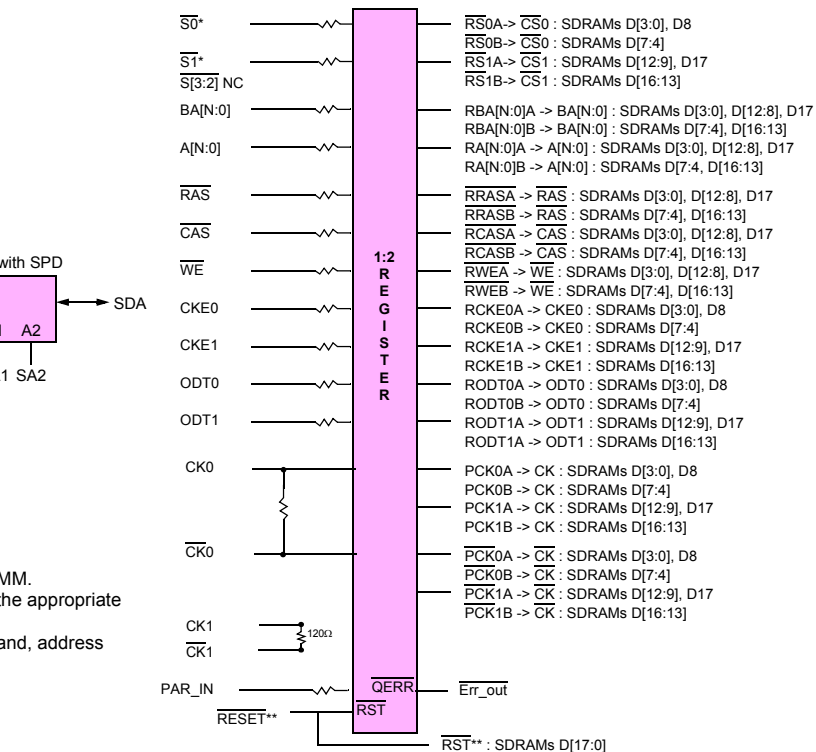 S0*
S1*
S[3:2] NC
BA[N:0]
A[N:0]
RAS
CAS
WE
CKE0
CKE1
ODT0
ODT1
CK0
CK0
CK1
120Ω
CK1
PAR_IN
RESET**
1:2
R
E
G
I
S
T
E
R
QERR
RST
RS0A-> CS0 : SDRAMs D[3:0], D8
RS0B-> CS0 : SDRAMs D[7:4]
RS1A-> CS1 : SDRAMs D[12:9], D17
RS1B-> CS1 : SDRAMs D[16:13]
RBA[N:0]A -> BA[N:0] : SDRAMs D[3:0], D[12:8], D17
RBA[N:0]B -> BA[N:0] : SDRAMs D[7:4], D[16:13]
RA[N:0]A -> A[N:0] : SDRAMs D[3:0], D[12:8], D17
RA[N:0]B -> A[N:0] : SDRAMs D[7:4, D[16:13]
RRASA -> RAS : SDRAMs D[3:0], D[12:8], D17
RRASB -> RAS : SDRAMs D[7:4], D[16:13]
RCASA -> CAS : SDRAMs D[3:0], D[12:8], D17
RCASB -> CAS : SDRAMs D[7:4], D[16:13]
RWEA -> WE : SDRAMs D[3:0], D[12:8], D17
RWEB -> WE : SDRAMs D[7:4], D[16:13]
RCKE0A -> CKE0 : SDRAMs D[3:0], D8
RCKE0B -> CKE0 : SDRAMs D[7:4]
RCKE1A -> CKE1 : SDRAMs D[12:9], D17
RCKE1B -> CKE1 : SDRAMs D[16:13]
RODT0A -> ODT0 : SDRAMs D[3:0], D8
RODT0B -> ODT0 : SDRAMs D[7:4]
RODT1A -> ODT1 : SDRAMs D[12:9], D17
RODT1A -> ODT1 : SDRAMs D[16:13]
PCK0A -> CK : SDRAMs D[3:0], D8
PCK0B -> CK : SDRAMs D[7:4]
PCK1A -> CK : SDRAMs D[12:9], D17
PCK1B -> CK : SDRAMs D[16:13]
PCK0A -> CK : SDRAMs D[3:0], D8
PCK0B -> CK : SDRAMs D[7:4]
PCK1A -> CK : SDRAMs D[12:9], D17
PCK1B -> CK : SDRAMs D[16:13]
Err_out
RST** : SDRAMs D[17:0]
with SPD
SDA
A2
SA2
MM.
the appropriate
and, address